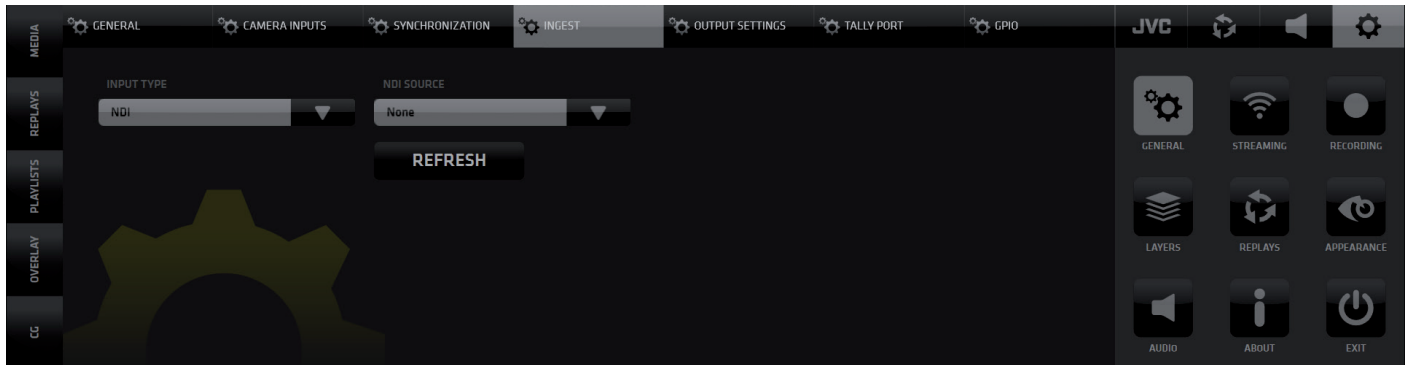 MEDIA
REPLAYS
PLAYLISTS
OVERLAY
CG
GENERAL
CAMERA INPUTS
SYNCHRONIZATION
INGEST
OUTPUT SETTINGS
TALLY PORT
GPIO
JVC
INPUT TYPE
NDI SOURCE
NDI
None
REFRESH
GENERAL
STREAMING
RECORDING
LAYERS
REPLAYS
APPEARANCE
AUDIO
ABOUT
EXIT